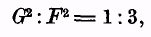 G² : F² = 1 : 3,